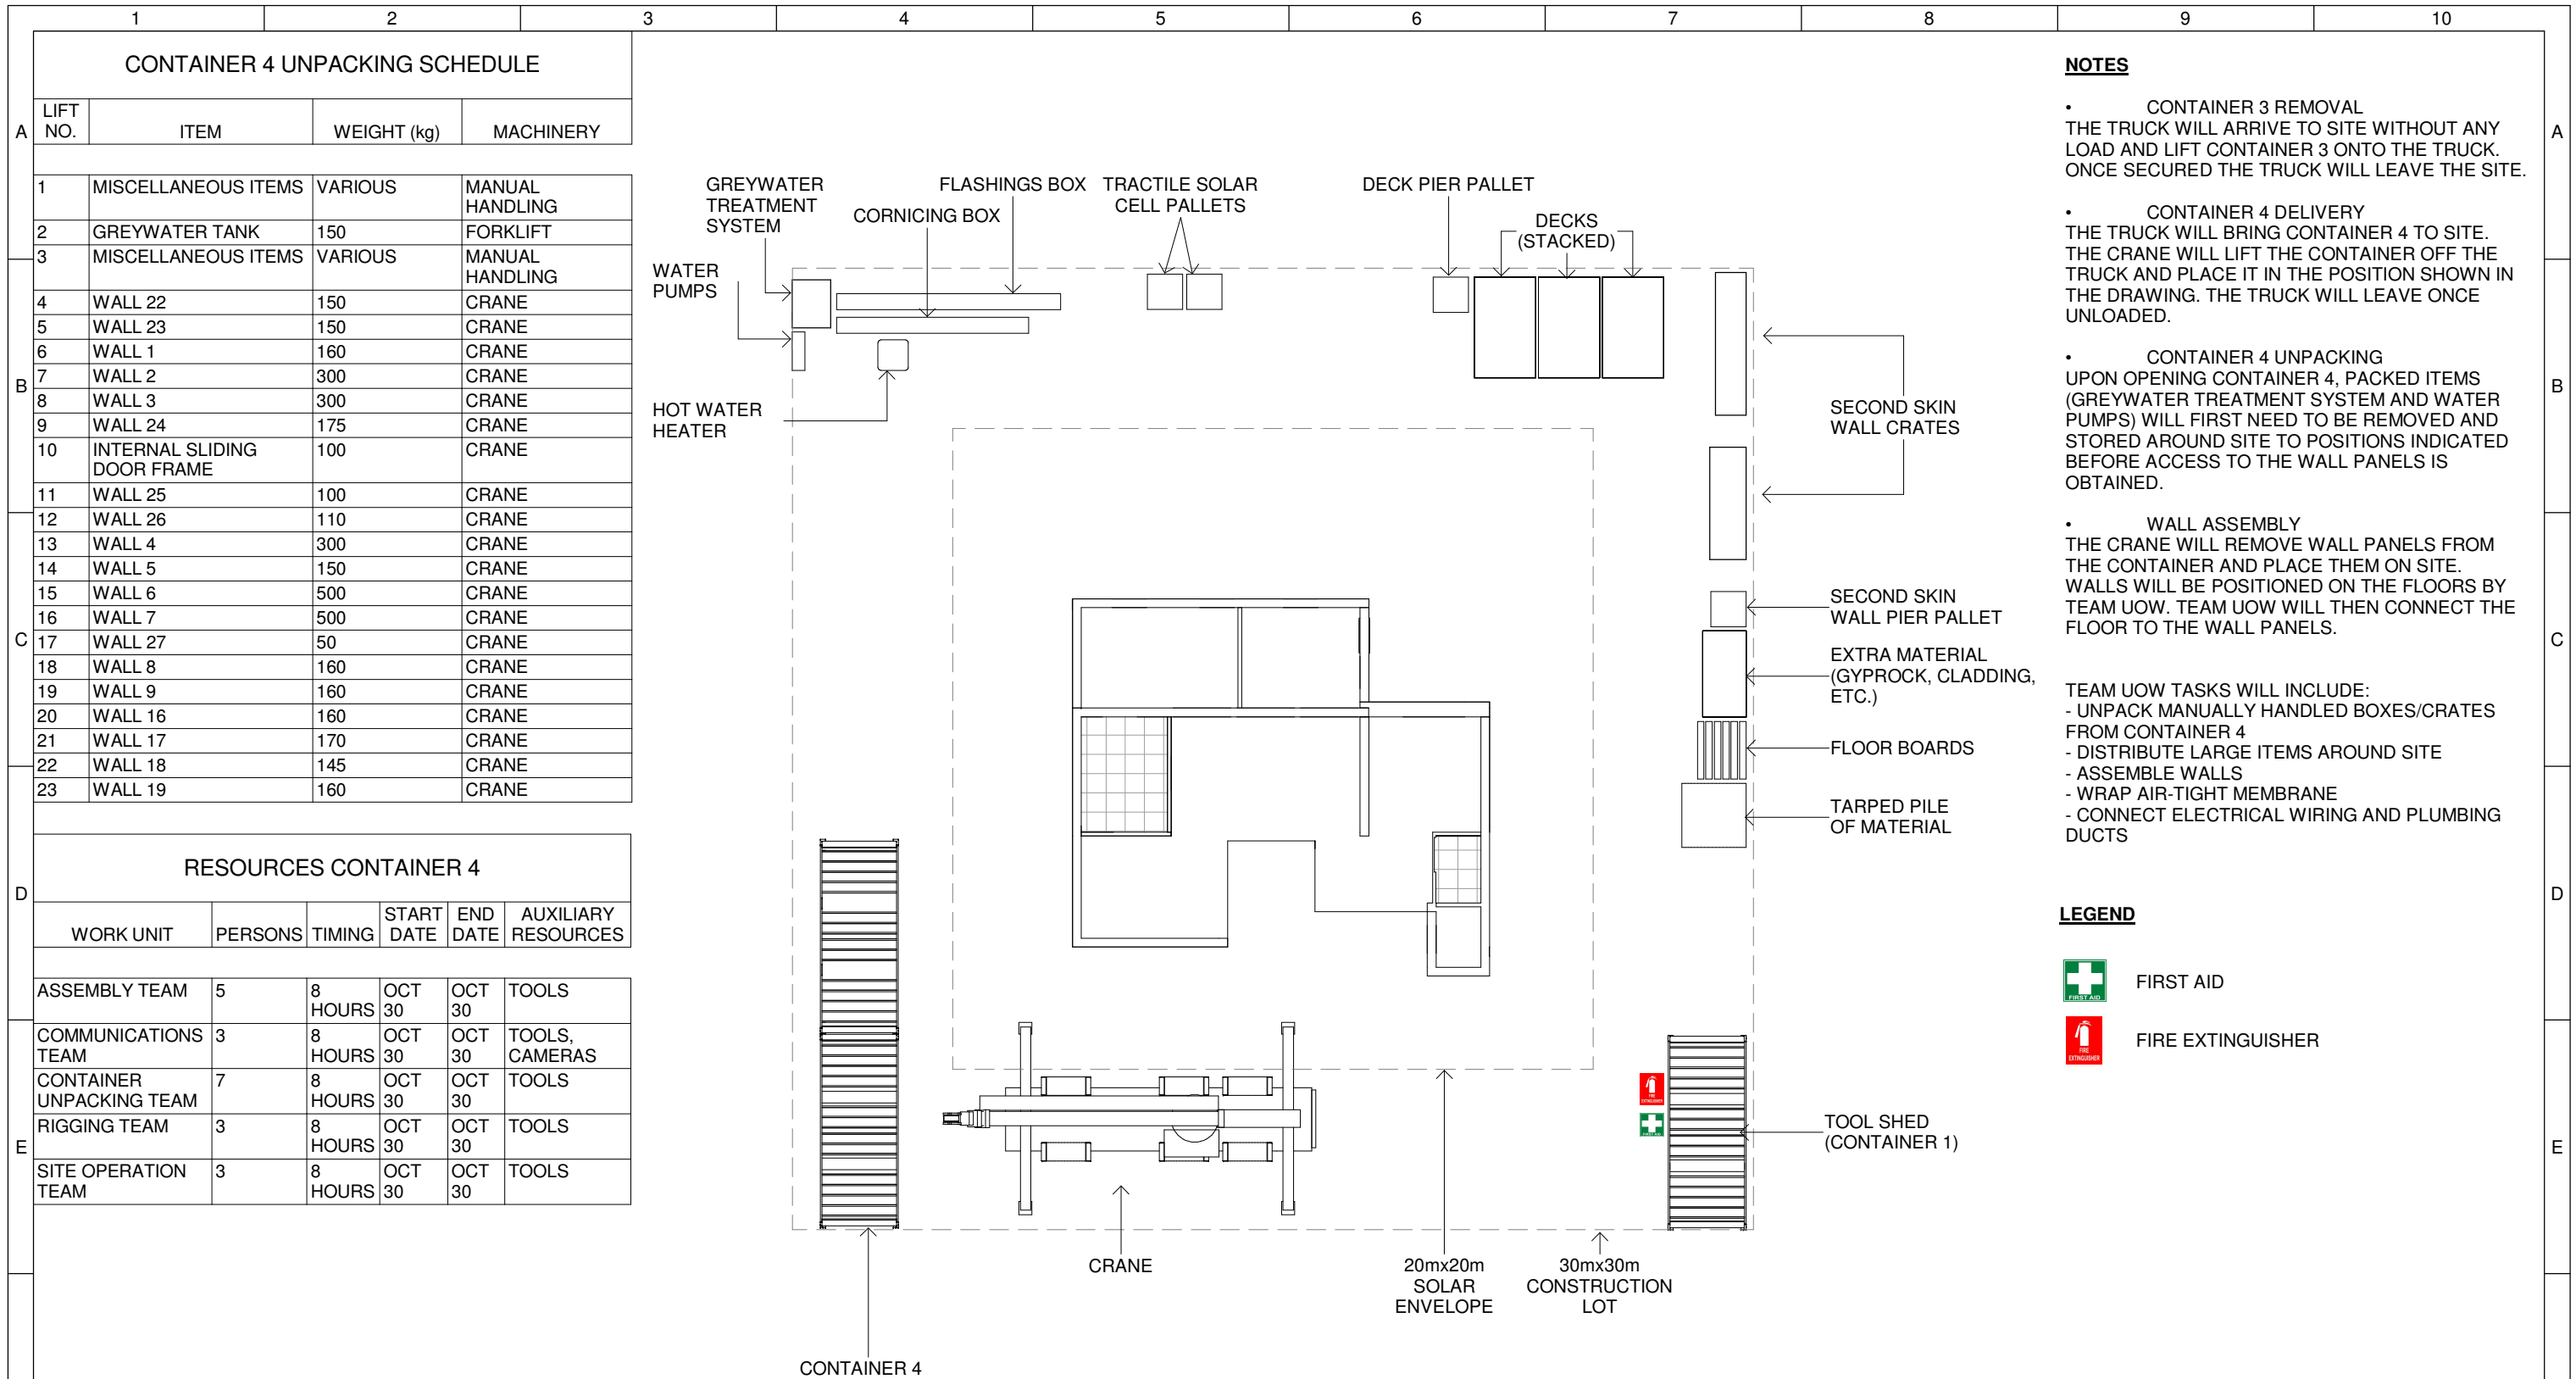 1 2 3 4 5 6 7 8 9 10
A
B
C
D
E
CONTAINER 4 UNPACKING SCHEDULE
LIFT NO. ITEM WEIGHT (kg) MACHINERY
1 MISCELLANEOUS ITEMS VARIOUS MANUAL HANDLING
2 GREYWATER TANK 150 FORKLIFT
3 MISCELLANEOUS ITEMS VARIOUS MANUAL HANDLING
4 WALL 22 150 CRANE
5 WALL 23 150 CRANE
6 WALL 1 160 CRANE
7 WALL 2 300 CRANE
8 WALL 3 300 CRANE
9 WALL 24 175 CRANE
10 INTERNAL SLIDING DOOR FRAME 100 CRANE
11 WALL 25 100 CRANE
12 WALL 26 110 CRANE
13 WALL 4 300 CRANE
14 WALL 5 150 CRANE
15 WALL 6 500 CRANE
16 WALL 7 500 CRANE
17 WALL 27 50 CRANE
18 WALL 8 160 CRANE
19 WALL 9 160 CRANE
20 WALL 16 160 CRANE
21 WALL 17 170 CRANE
22 WALL 18 145 CRANE
23 WALL 19 160 CRANE
RESOURCES CONTAINER 4
WORK UNIT PERSONS TIMING START DATE END DATE AUXILIARY RESOURCES
ASSEMBLY TEAM 5 8 HOURS OCT 30 OCT 30 TOOLS
COMMUNICATIONS TEAM 3 8 HOURS OCT 30 OCT 30 TOOLS, CAMERAS
CONTAINER UNPACKING TEAM 7 8 HOURS OCT 30 OCT 30 TOOLS
RIGGING TEAM 3 8 HOURS OCT 30 OCT 30 TOOLS
SITE OPERATION TEAM 3 8 HOURS OCT 30 OCT 30 TOOLS
GREYWATER
TREATMENT
SYSTEM
FLASHINGS BOX
CORNICING BOX
TRACTILE SOLAR
CELL PALLETS
DECK PIER PALLET
DECKS
(STACKED)
WATER
PUMPS
HOT WATER
HEATER
SECOND SKIN
WALL CRATES
SECOND SKIN
WALL PIER PALLET
EXTRA MATERIAL
(GYPROCK, CLADDING,
ETC.)
FLOOR BOARDS
TARPED PILE
OF MATERIAL
FIRE
EXTINGUISHER
FIRST AID
TOOL SHED
(CONTAINER 1)
CRANE
20mx20m
SOLAR
ENVELOPE
30mx30m
CONSTRUCTION
LOT
CONTAINER 4
NOTES
• CONTAINER 3 REMOVAL
THE TRUCK WILL ARRIVE TO SITE WITHOUT ANY
LOAD AND LIFT CONTAINER 3 ONTO THE TRUCK.
ONCE SECURED THE TRUCK WILL LEAVE THE SITE.
• CONTAINER 4 DELIVERY
THE TRUCK WILL BRING CONTAINER 4 TO SITE.
THE CRANE WILL LIFT THE CONTAINER OFF THE
TRUCK AND PLACE IT IN THE POSITION SHOWN IN
THE DRAWING. THE TRUCK WILL LEAVE ONCE
UNLOADED.
• CONTAINER 4 UNPACKING
UPON OPENING CONTAINER 4, PACKED ITEMS
(GREYWATER TREATMENT SYSTEM AND WATER
PUMPS) WILL FIRST NEED TO BE REMOVED AND
STORED AROUND SITE TO POSITIONS INDICATED
BEFORE ACCESS TO THE WALL PANELS IS
OBTAINED.
• WALL ASSEMBLY
THE CRANE WILL REMOVE WALL PANELS FROM
THE CONTAINER AND PLACE THEM ON SITE.
WALLS WILL BE POSITIONED ON THE FLOORS BY
TEAM UOW. TEAM UOW WILL THEN CONNECT THE
FLOOR TO THE WALL PANELS.
TEAM UOW TASKS WILL INCLUDE:
- UNPACK MANUALLY HANDLED BOXES/CRATES
FROM CONTAINER 4
- DISTRIBUTE LARGE ITEMS AROUND SITE
- ASSEMBLE WALLS
- WRAP AIR-TIGHT MEMBRANE
- CONNECT ELECTRICAL WIRING AND PLUMBING
DUCTS
LEGEND
FIRST AID
FIRST AID
FIRE
EXTINGUISHER
FIRE EXTINGUISHER
A
B
C
D
E